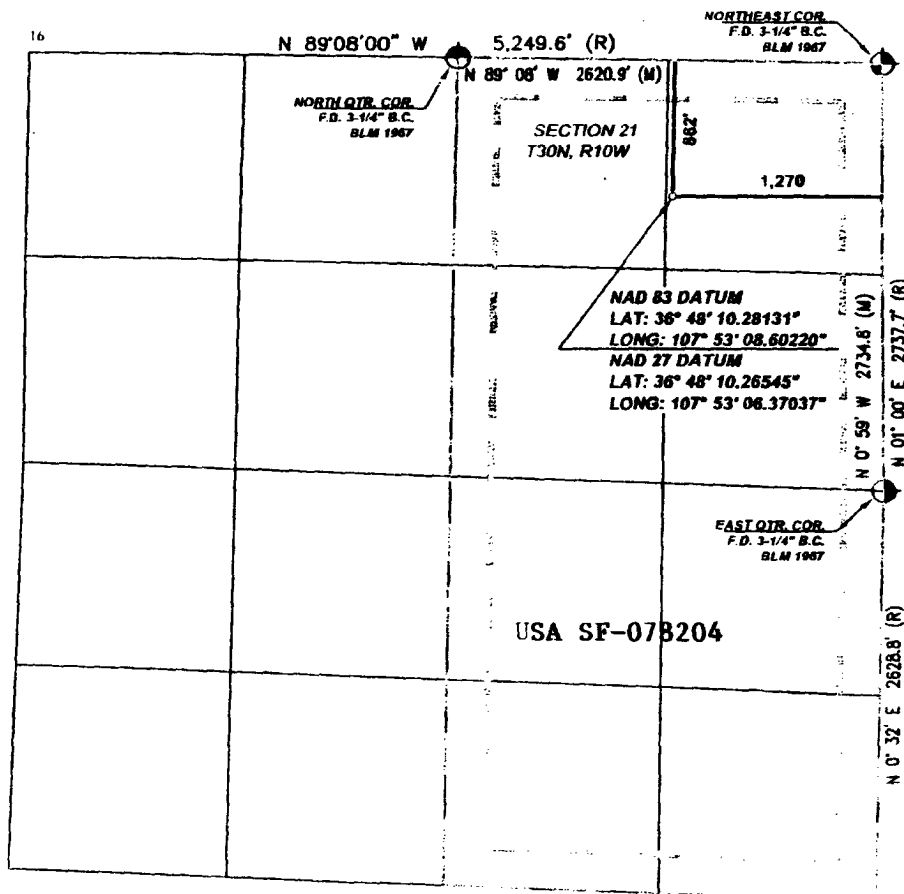 16
N 89°08'00" W 5,249.6' (R)
NORTHEAST COR.
F.D. 3-1/4" B.C.
BLM 1967
N 89° 08' W 2620.9' (M)
NORTH QTR. COR.
F.D. 3-1/4" B.C.
BLM 1967
SECTION 21
T30N, R10W
862'
1,270
NAD 83 DATUM
LAT: 36° 48' 10.28131"
LONG: 107° 53' 08.60220"
NAD 27 DATUM
LAT: 36° 48' 10.26545"
LONG: 107° 53' 06.37037"
N 0° 59' W 2734.8' (M)
N 01° 00' E 2737.7' (R)
EAST QTR. COR.
F.D. 3-1/4" B.C.
BLM 1967
USA SF-078204
N 0° 32' E 2628.8' (R)